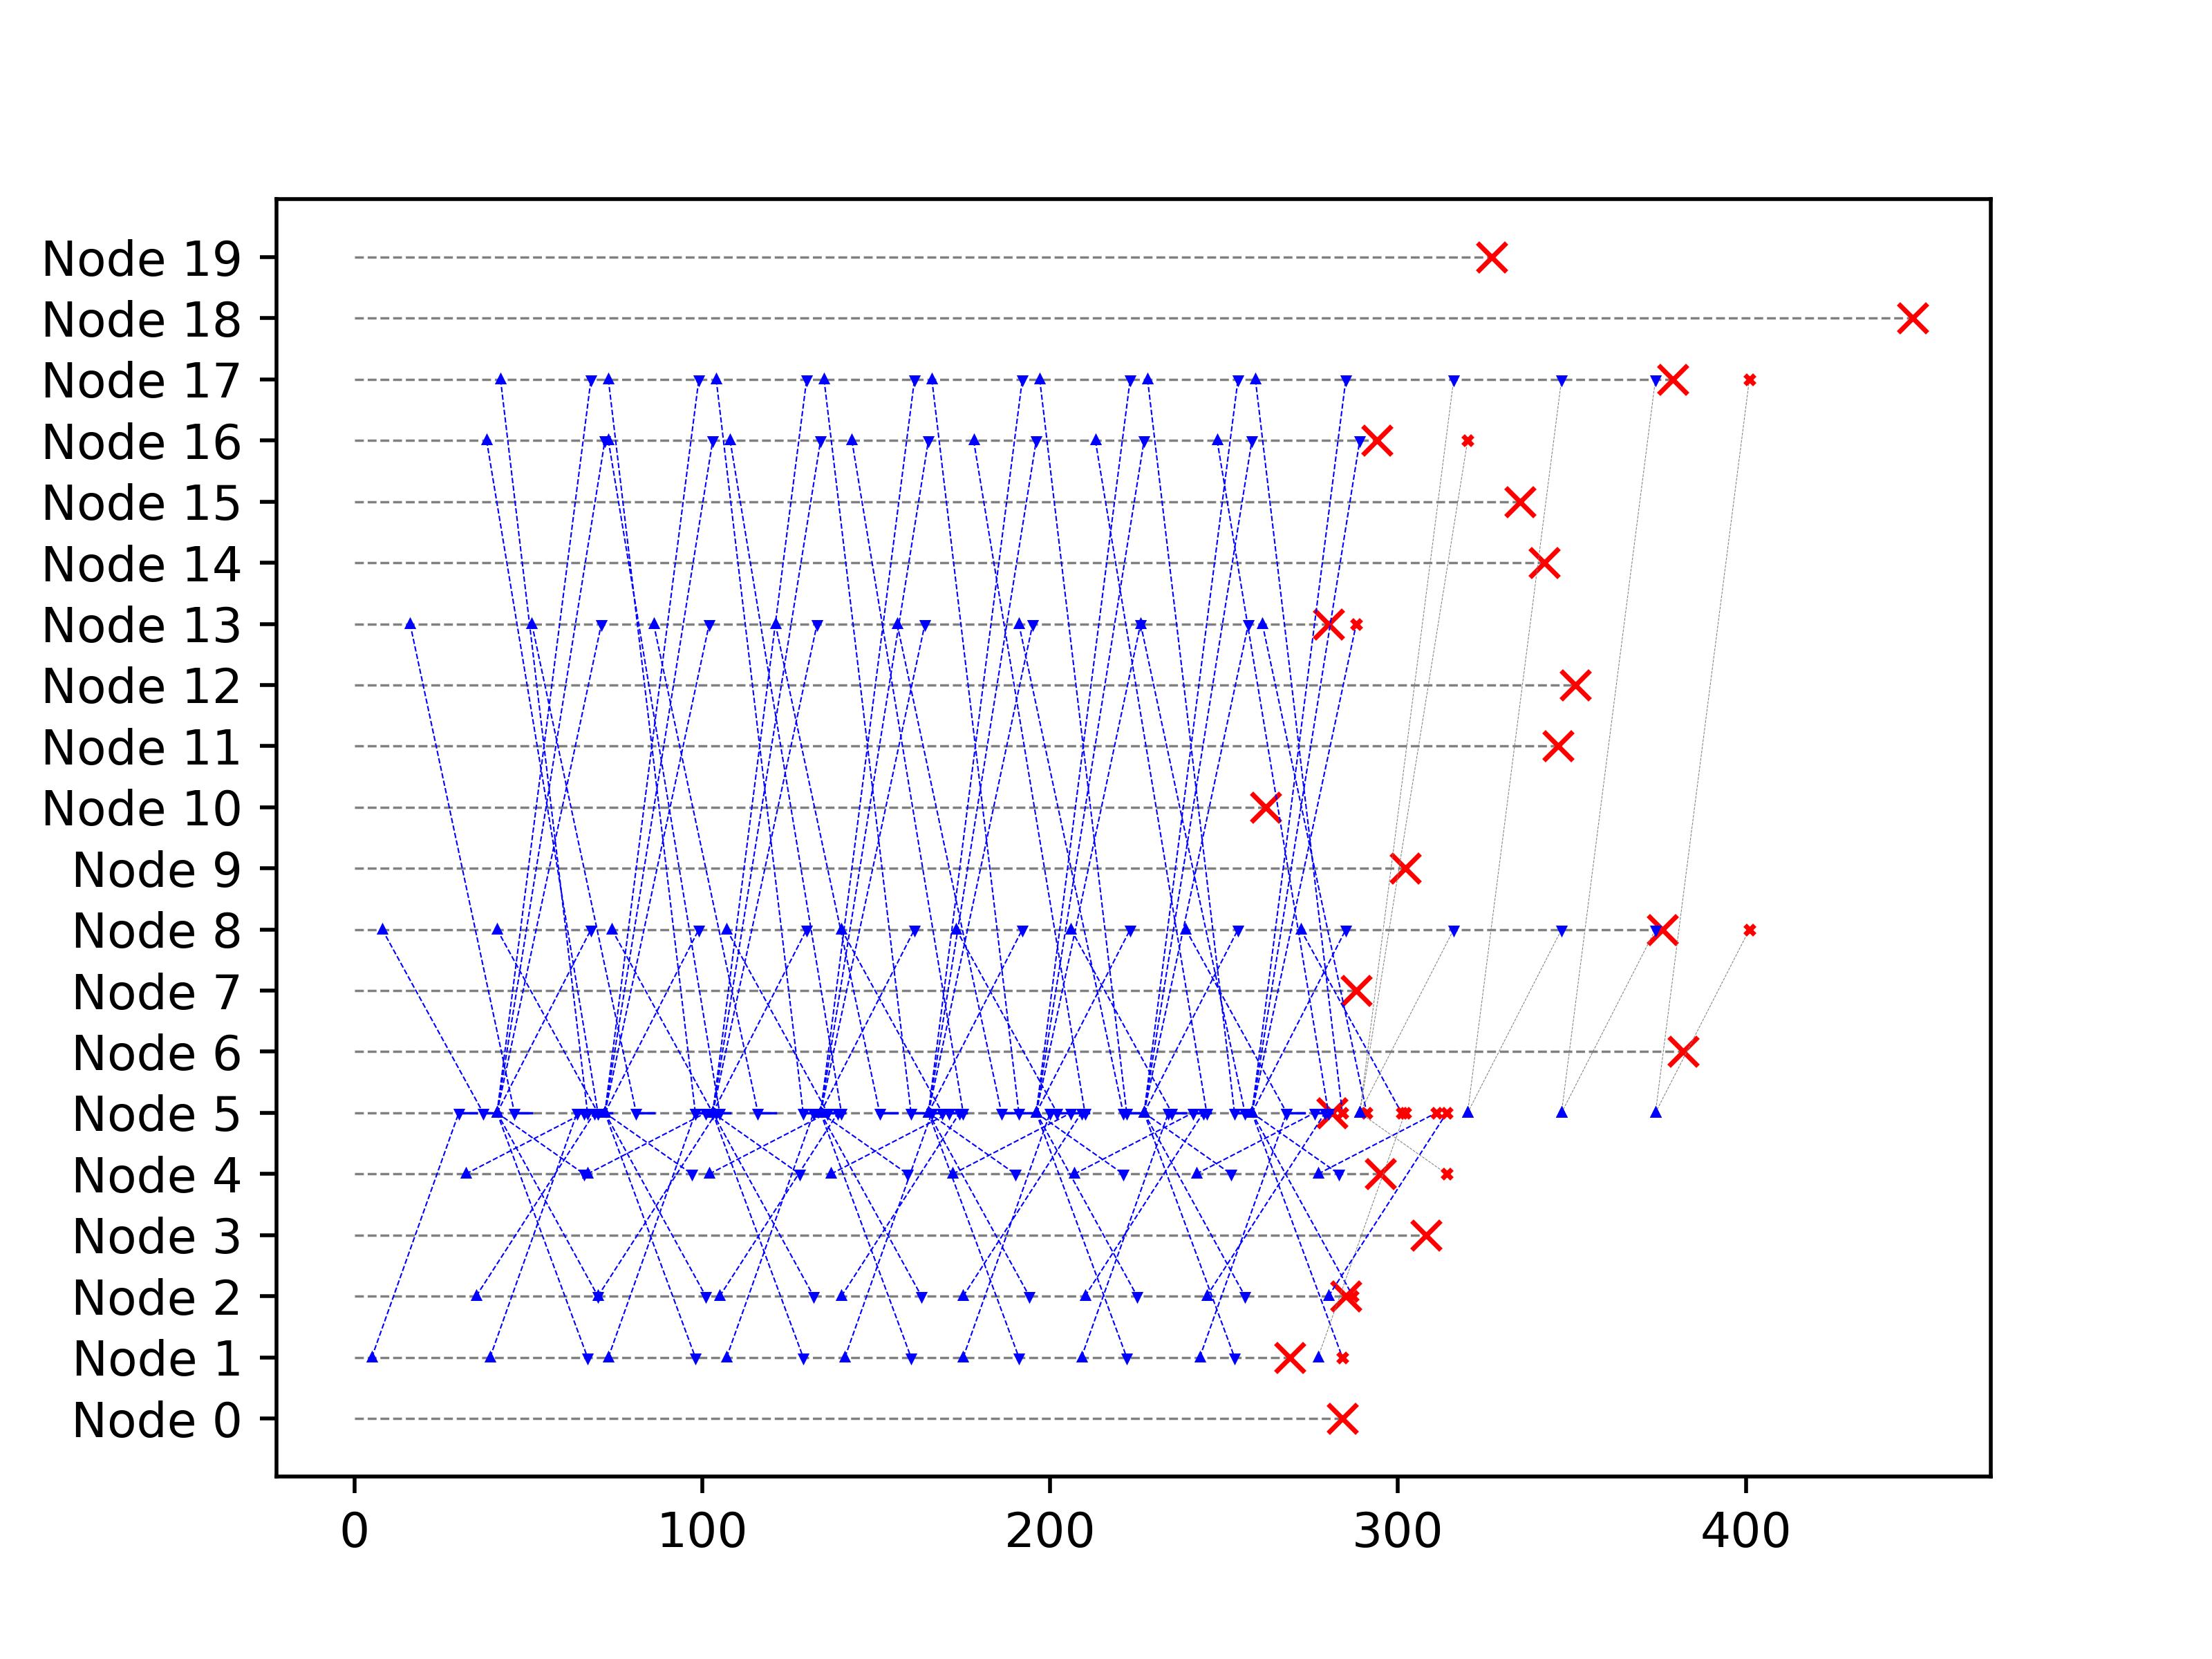 Node 19
Node 18
Node 17
Node 16
Node 15
Node 14
Node 13
Node 12
Node 11
Node 10
Node 9
Node 8
Node 7
Node 6
Node 5
Node 4
Node 3
Node 2
Node 1
Node 0
0 100 200 300 400